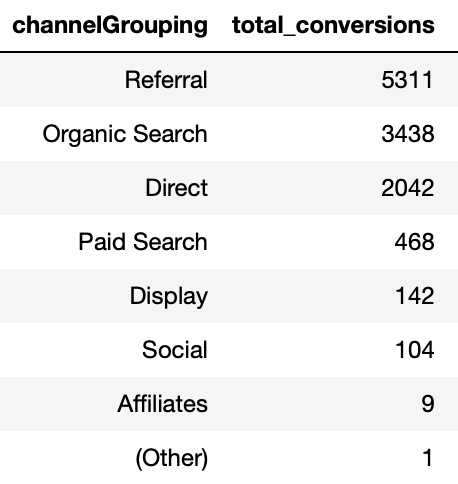 channelGrouping total_conversions
Referral 5311
Organic Search 3438
Direct 2042
Paid Search 468
Display 142
Social 104
Affiliates 9
(Other) 1